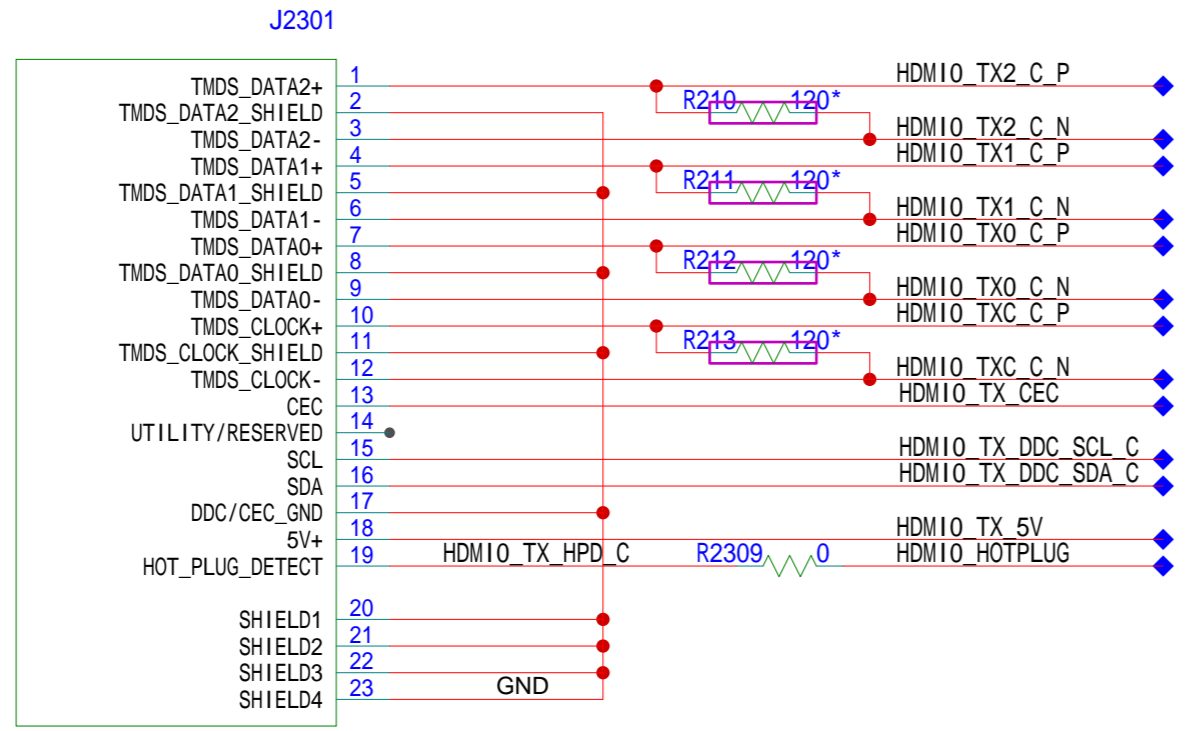 J2301
TMDS_DATA2+ 1 HDMI0_TX2_C_P
R210 120*
TMDS_DATA2_SHIELD 2
TMDS_DATA2- 3 HDMI0_TX2_C_N
TMDS_DATA1+ 4 HDMI0_TX1_C_P
R211 120*
TMDS_DATA1_SHIELD 5
TMDS_DATA1- 6 HDMI0_TX1_C_N
TMDS_DATA0+ 7 HDMI0_TX0_C_P
R212 120*
TMDS_DATA0_SHIELD 8
TMDS_DATA0- 9 HDMI0_TX0_C_N
TMDS_CLOCK+ 10 HDMI0_TXC_C_P
R213 120*
TMDS_CLOCK_SHIELD 11
TMDS_CLOCK- 12 HDMI0_TXC_C_N
CEC 13 HDMI0_TX_CEC
UTILITY/RESERVED 14
SCL 15 HDMI0_TX_DDC_SCL_C
SDA 16 HDMI0_TX_DDC_SDA_C
DDC/CEC_GND 17
5V+ 18 HDMI0_TX_5V
HOT_PLUG_DETECT 19 HDMI0_TX_HPD_C R2309 0 HDMI0_HOTPLUG
SHIELD1 20
SHIELD2 21
SHIELD3 22
SHIELD4 23 GND